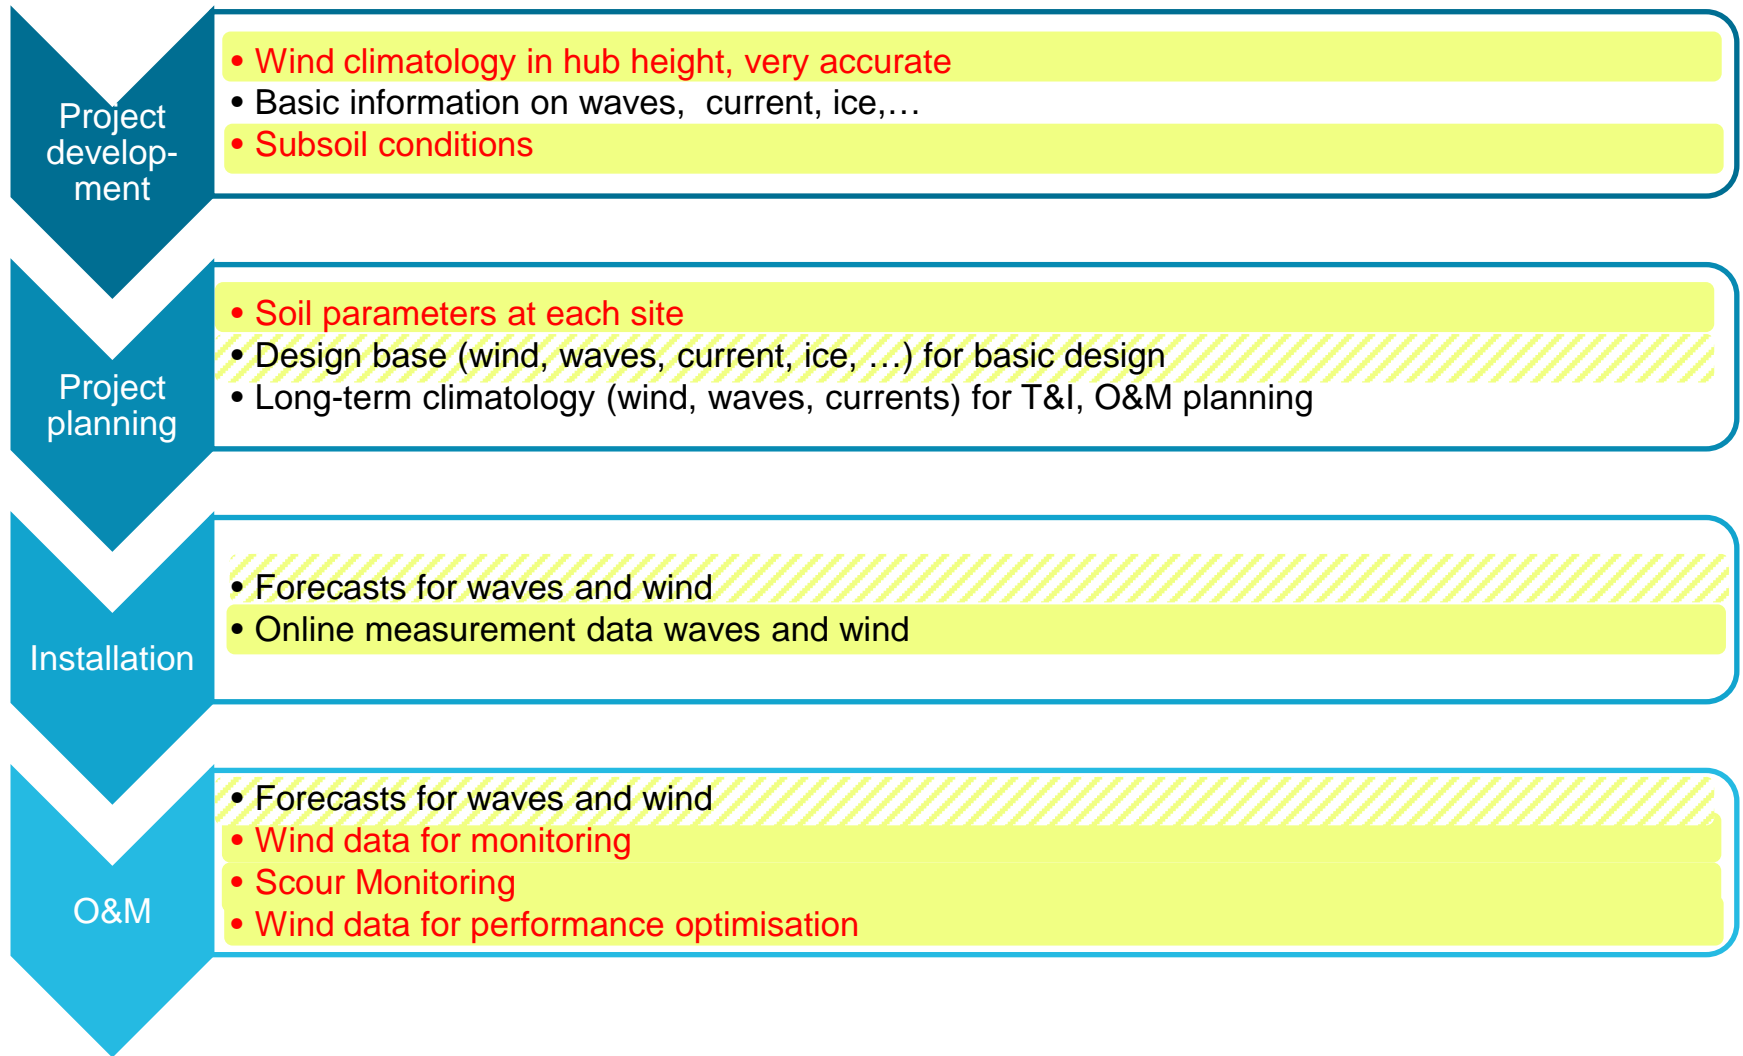 Project
develop-
ment
• Wind climatology in hub height, very accurate
• Basic information on waves, current, ice,…
• Subsoil conditions
Project
planning
• Soil parameters at each site
• Design base (wind, waves, current, ice, …) for basic design
• Long-term climatology (wind, waves, currents) for T&I, O&M planning
Installation
• Forecasts for waves and wind
• Online measurement data waves and wind
O&M
• Forecasts for waves and wind
• Wind data for monitoring
• Scour Monitoring
• Wind data for performance optimisation